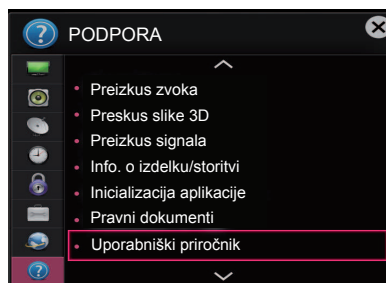 PODPORA
Preizkus zvoka
Preskus slike 3D
Preizkus signala
Info. o izdelku/storitvi
Inicializacija aplikacije
Pravni dokumenti
Uporabniški priročnik